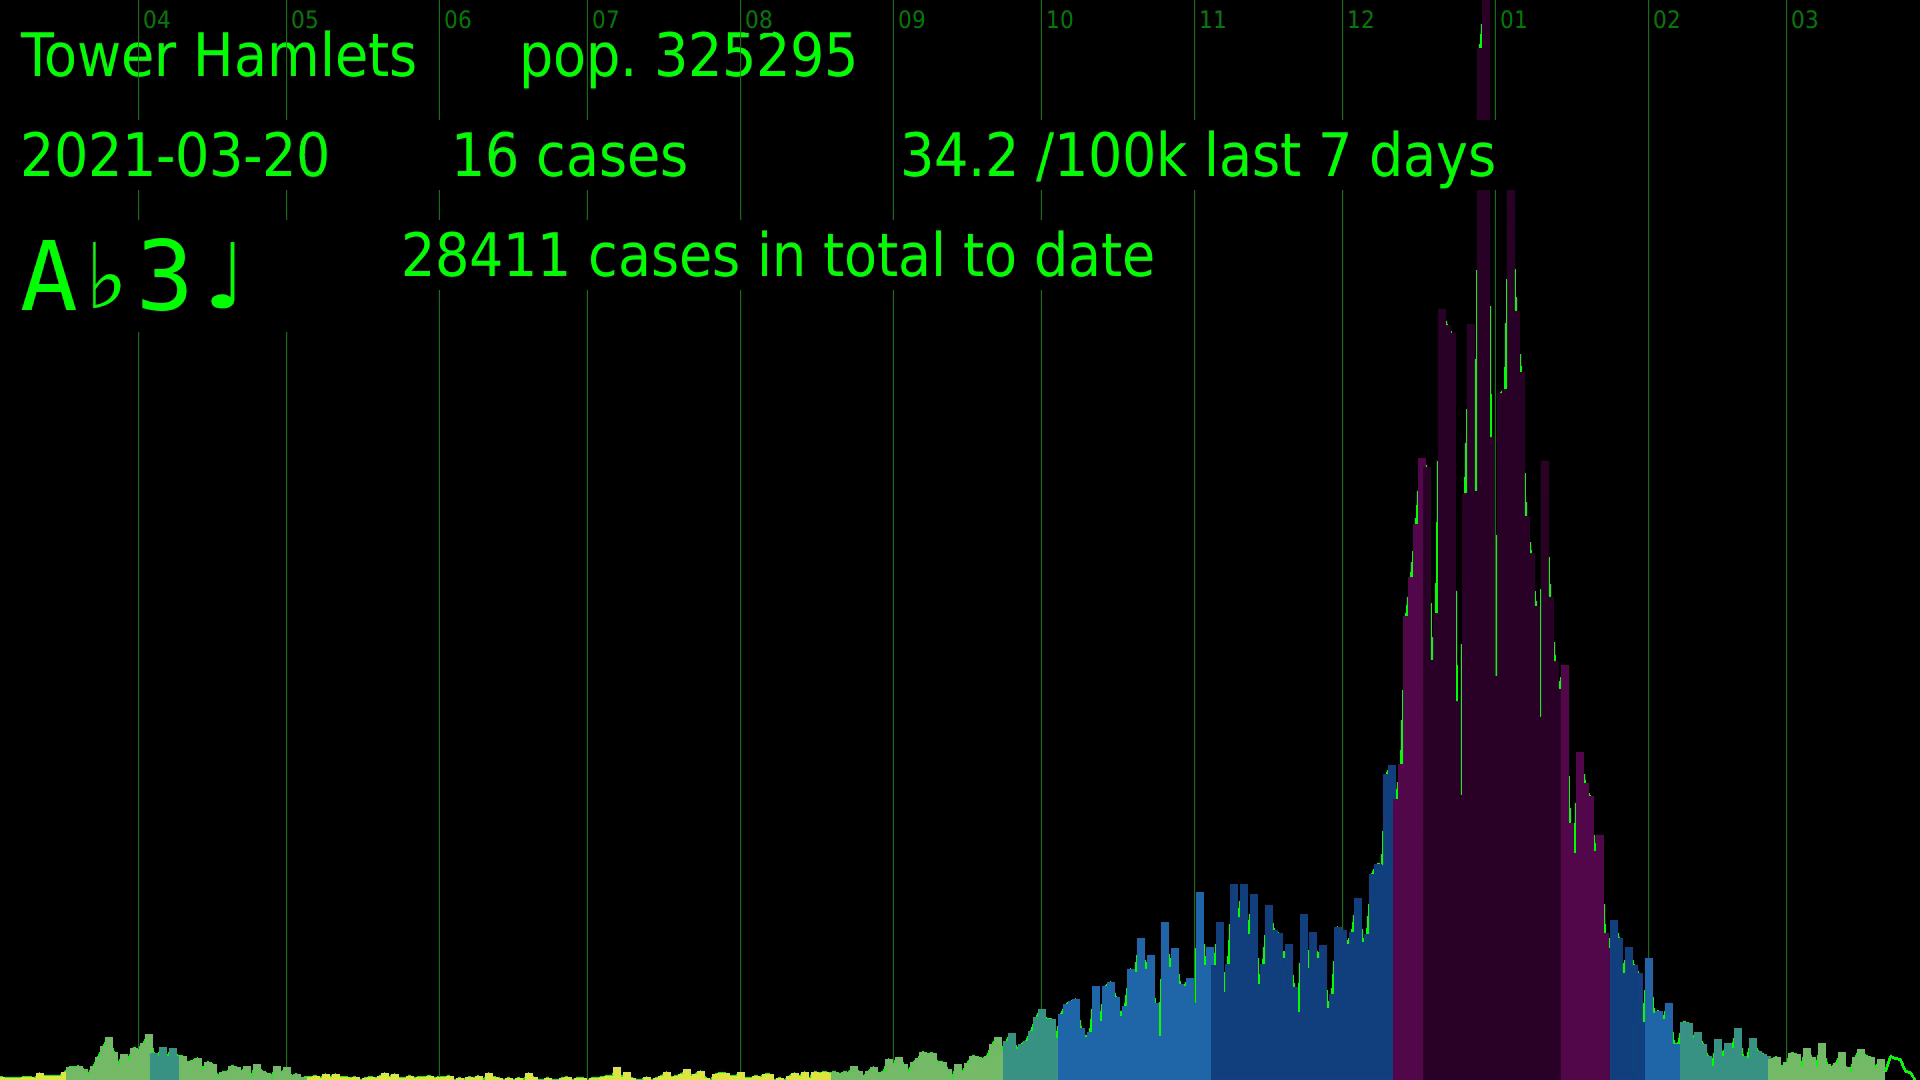 04 05 06 07 08 09 10 11 12 01 02 03
Tower Hamlets pop. 325295
2021-03-20 16 cases 34.2 /100k last 7 days
A♭3♩ 28411 cases in total to date